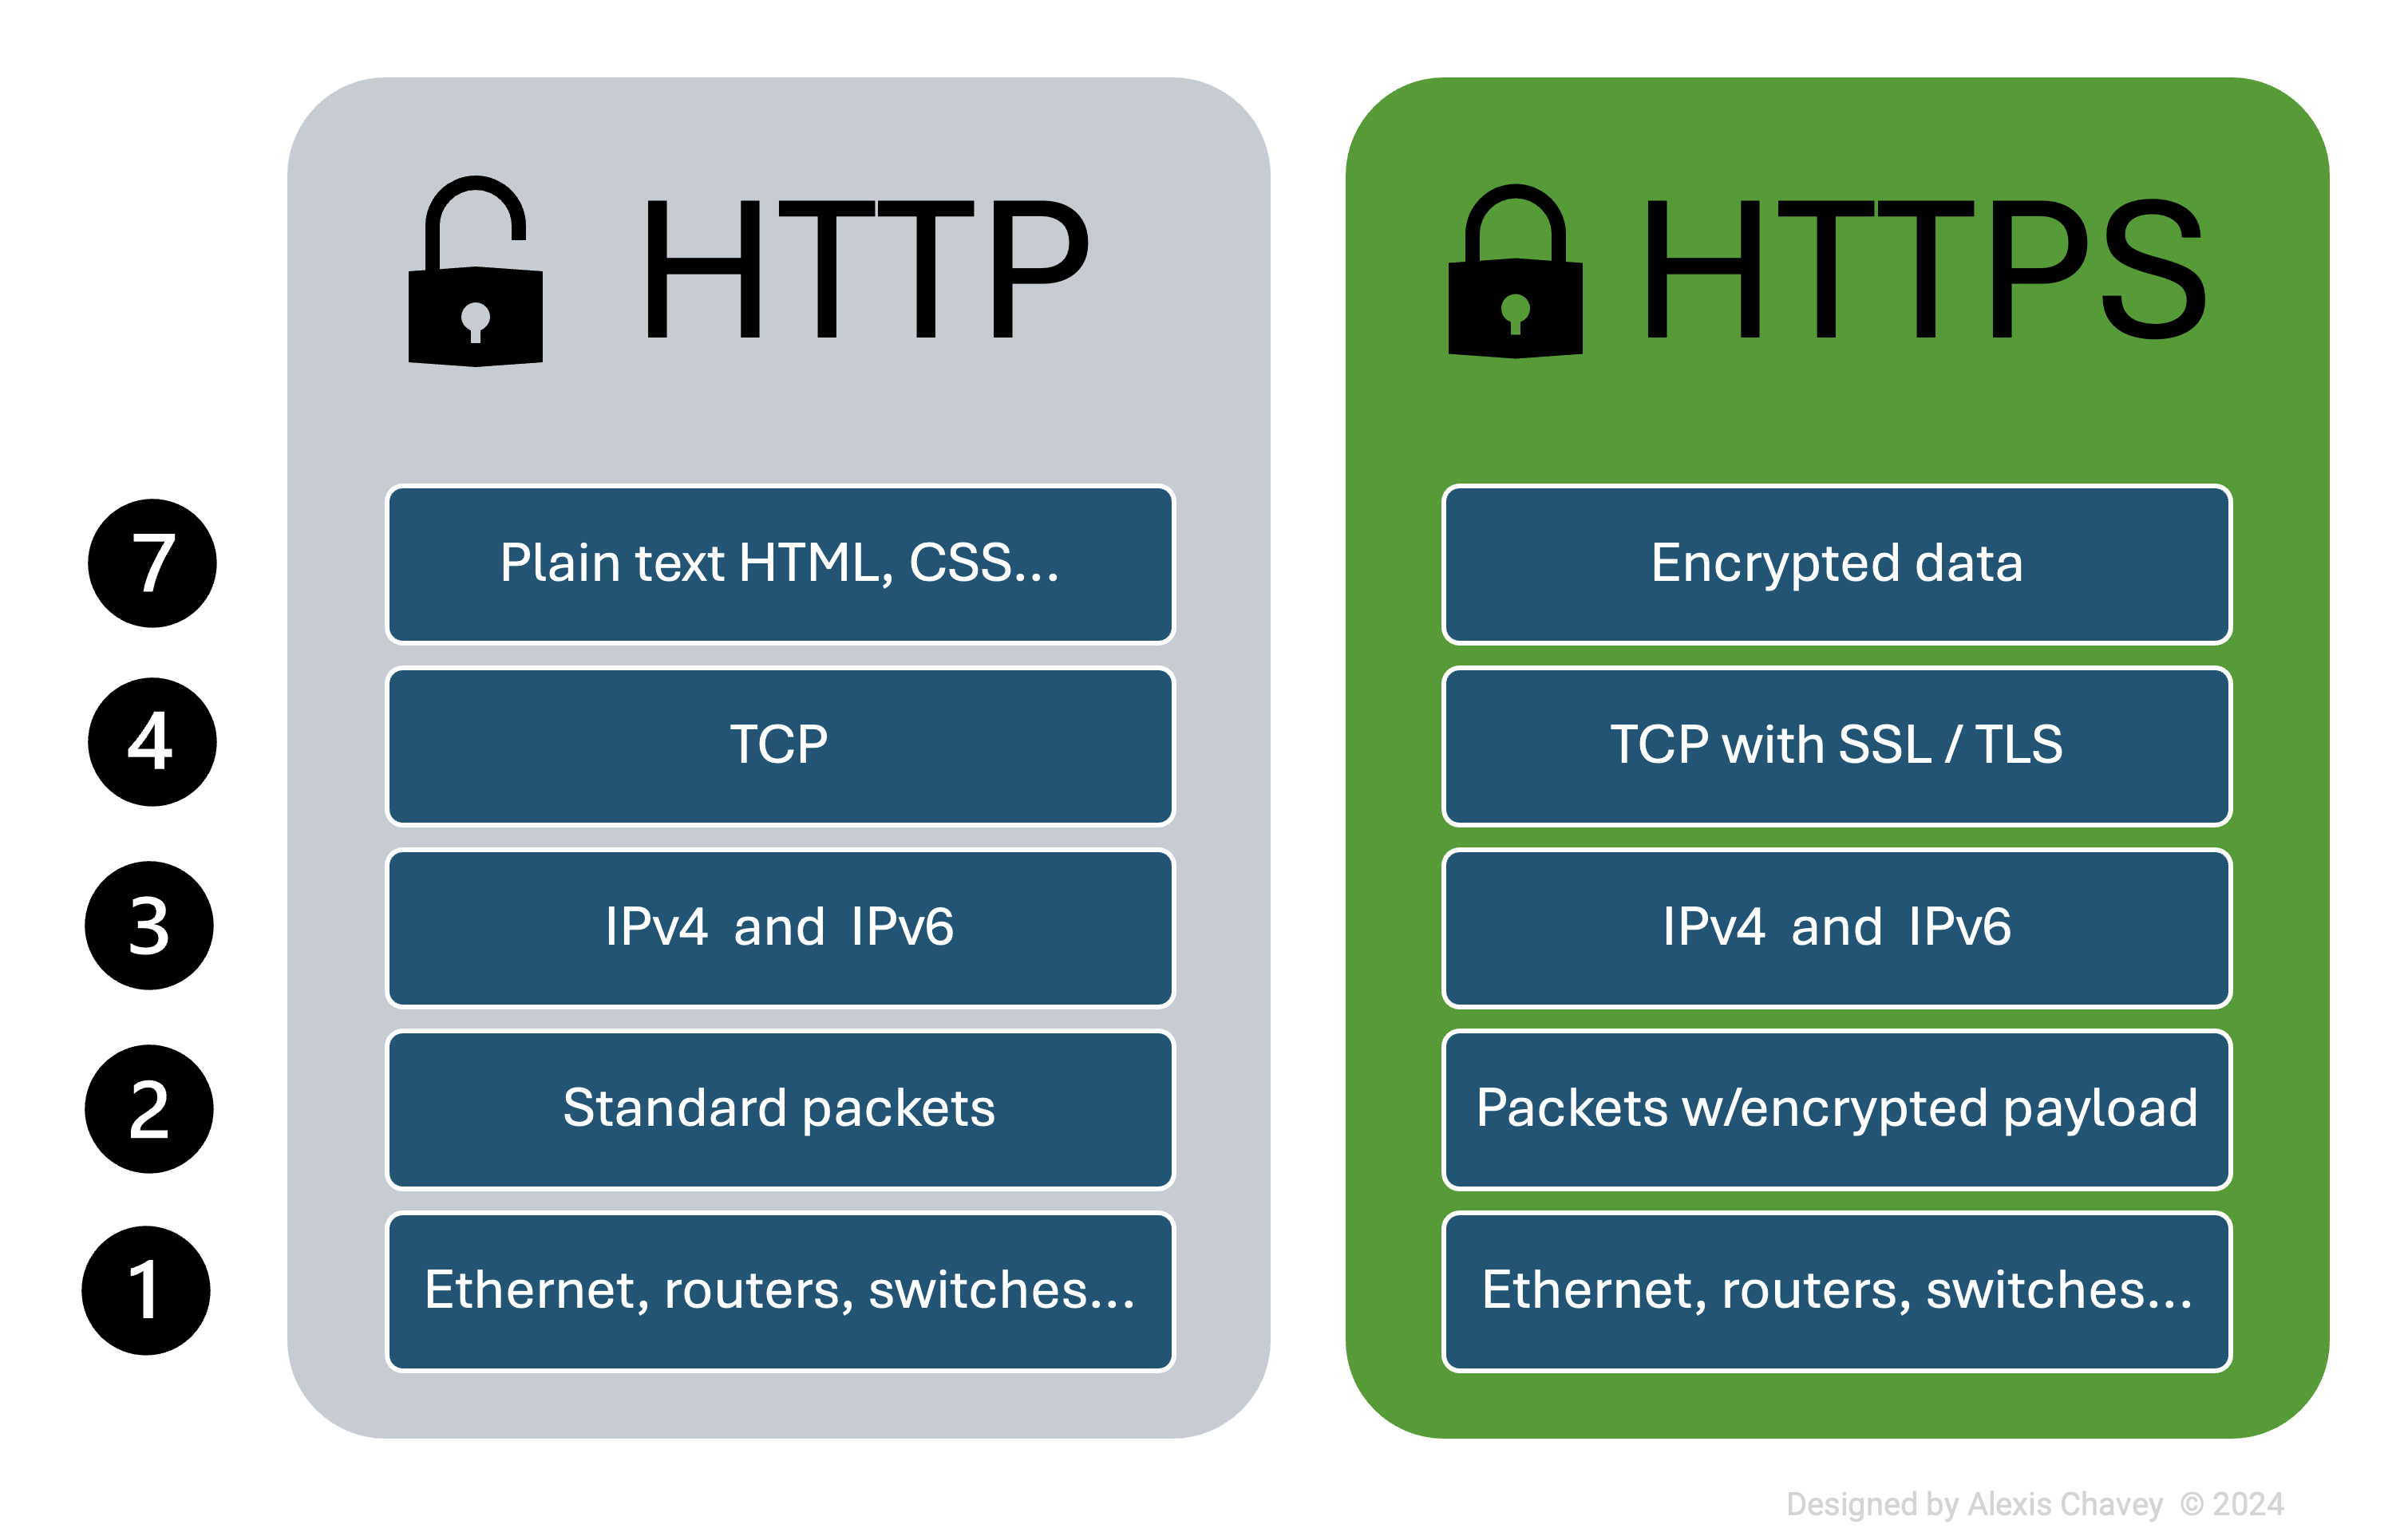 HTTP
HTTPS
7
Plain text HTML, CSS...
Encrypted data
4
TCP
TCP with SSL / TLS
3
IPv4 and IPv6
IPv4 and IPv6
2
Standard packets
Packets w/encrypted payload
1
Ethernet, routers, switches...
Ethernet, routers, switches...
Designed by Alexis Chavey © 2024